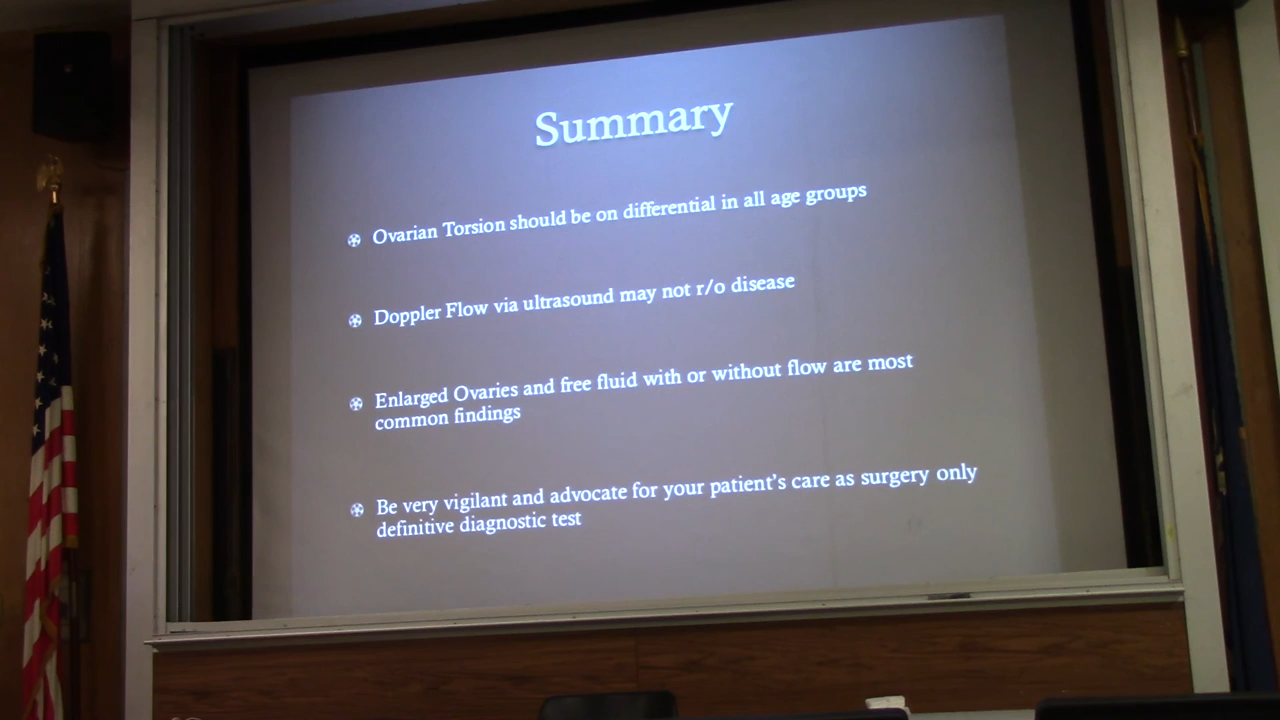 Summary
Ovarian Torsion should be on differential in all age groups
Doppler Flow via ultrasound may not r/o disease
Enlarged Ovaries and free fluid with or without flow are most
common findings
Be very vigilant and advocate for your patient's care as surgery only
definitive diagnostic test